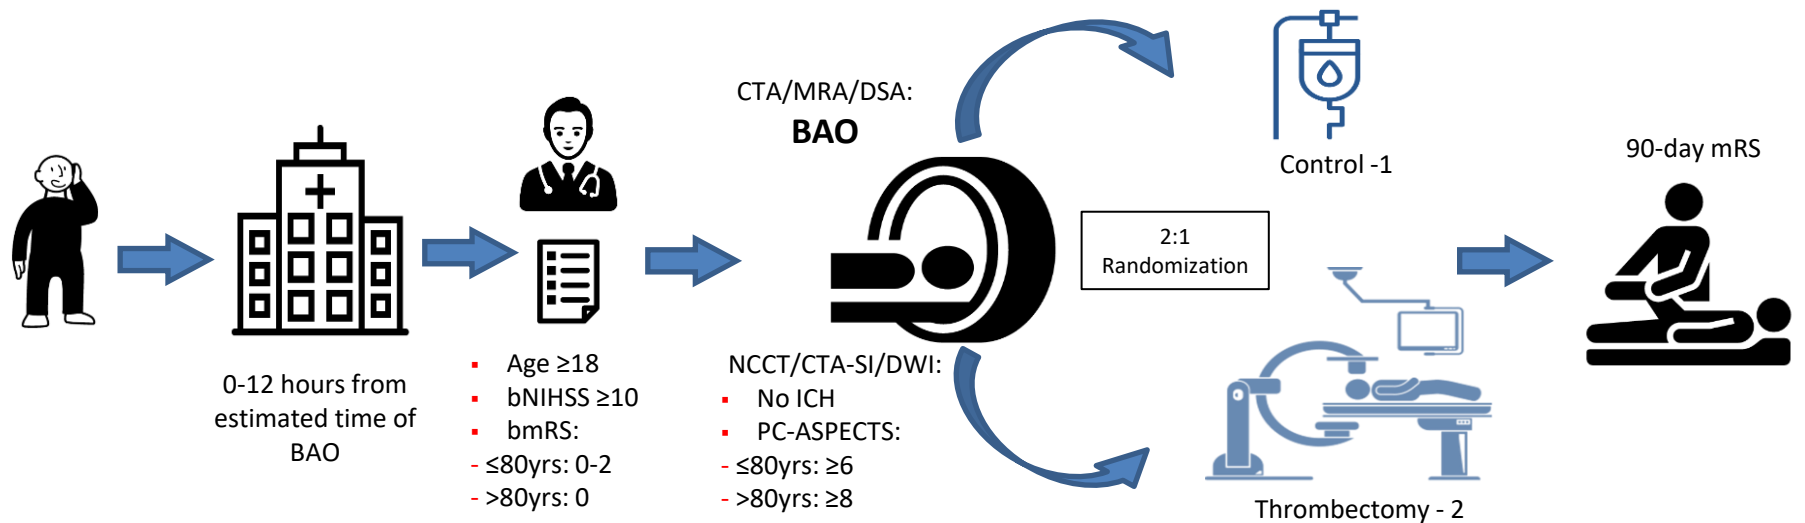 0-12 hours from
estimated time of
BAO
▪ Age ≥18
▪ bNIHSS ≥10
▪ bmRS:
- ≤80yrs: 0-2
- >80yrs: 0
CTA/MRA/DSA:
BAO
NCCT/CTA-SI/DWI:
▪ No ICH
▪ PC-ASPECTS:
- ≤80yrs: ≥6
- >80yrs: ≥8
2:1
Randomization
Control -1
Thrombectomy - 2
90-day mRS